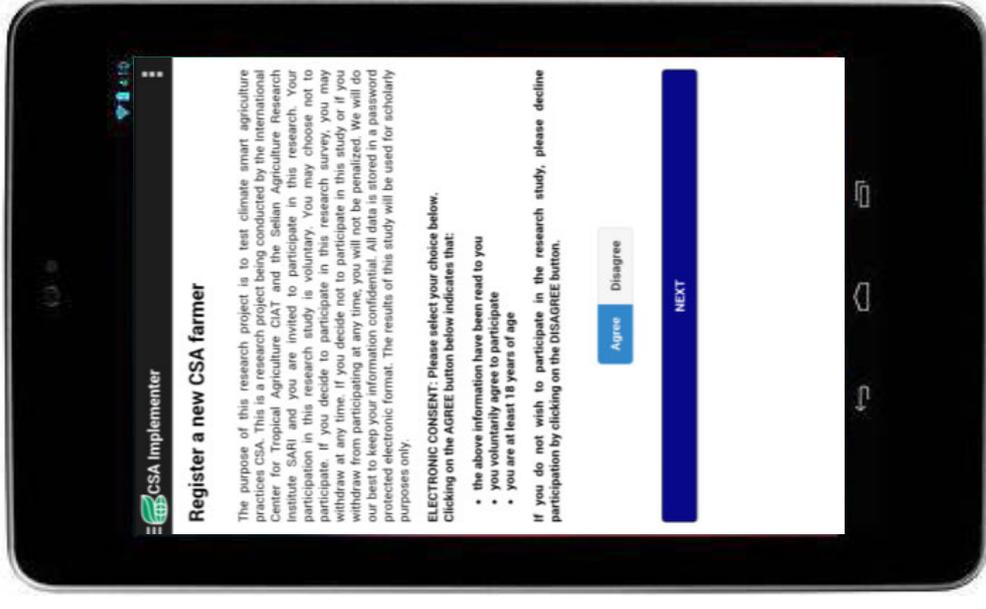 4:10
CSA Implementer
Register a new CSA farmer
The purpose of this research project is to test climate smart agriculture
practices CSA. This is a research project being conducted by the International
Center for Tropical Agriculture CIAT and the Selian Agriculture Research
Institute SARI and you are invited to participate in this research. Your
participation in this research study is voluntary. You may choose not to
participate. If you decide to participate in this research survey, you may
withdraw at any time. If you decide not to participate in this study or if you
withdraw from participating at any time, you will not be penalized. We will do
our best to keep your information confidential. All data is stored in a password
protected electronic format. The results of this study will be used for scholarly
purposes only.
ELECTRONIC CONSENT: Please select your choice below.
Clicking on the AGREE button below indicates that:
• the above information have been read to you
• you voluntarily agree to participate
• you are at least 18 years of age
If you do not wish to participate in the research study, please decline
participation by clicking on the DISAGREE button.
Agree Disagree
NEXT